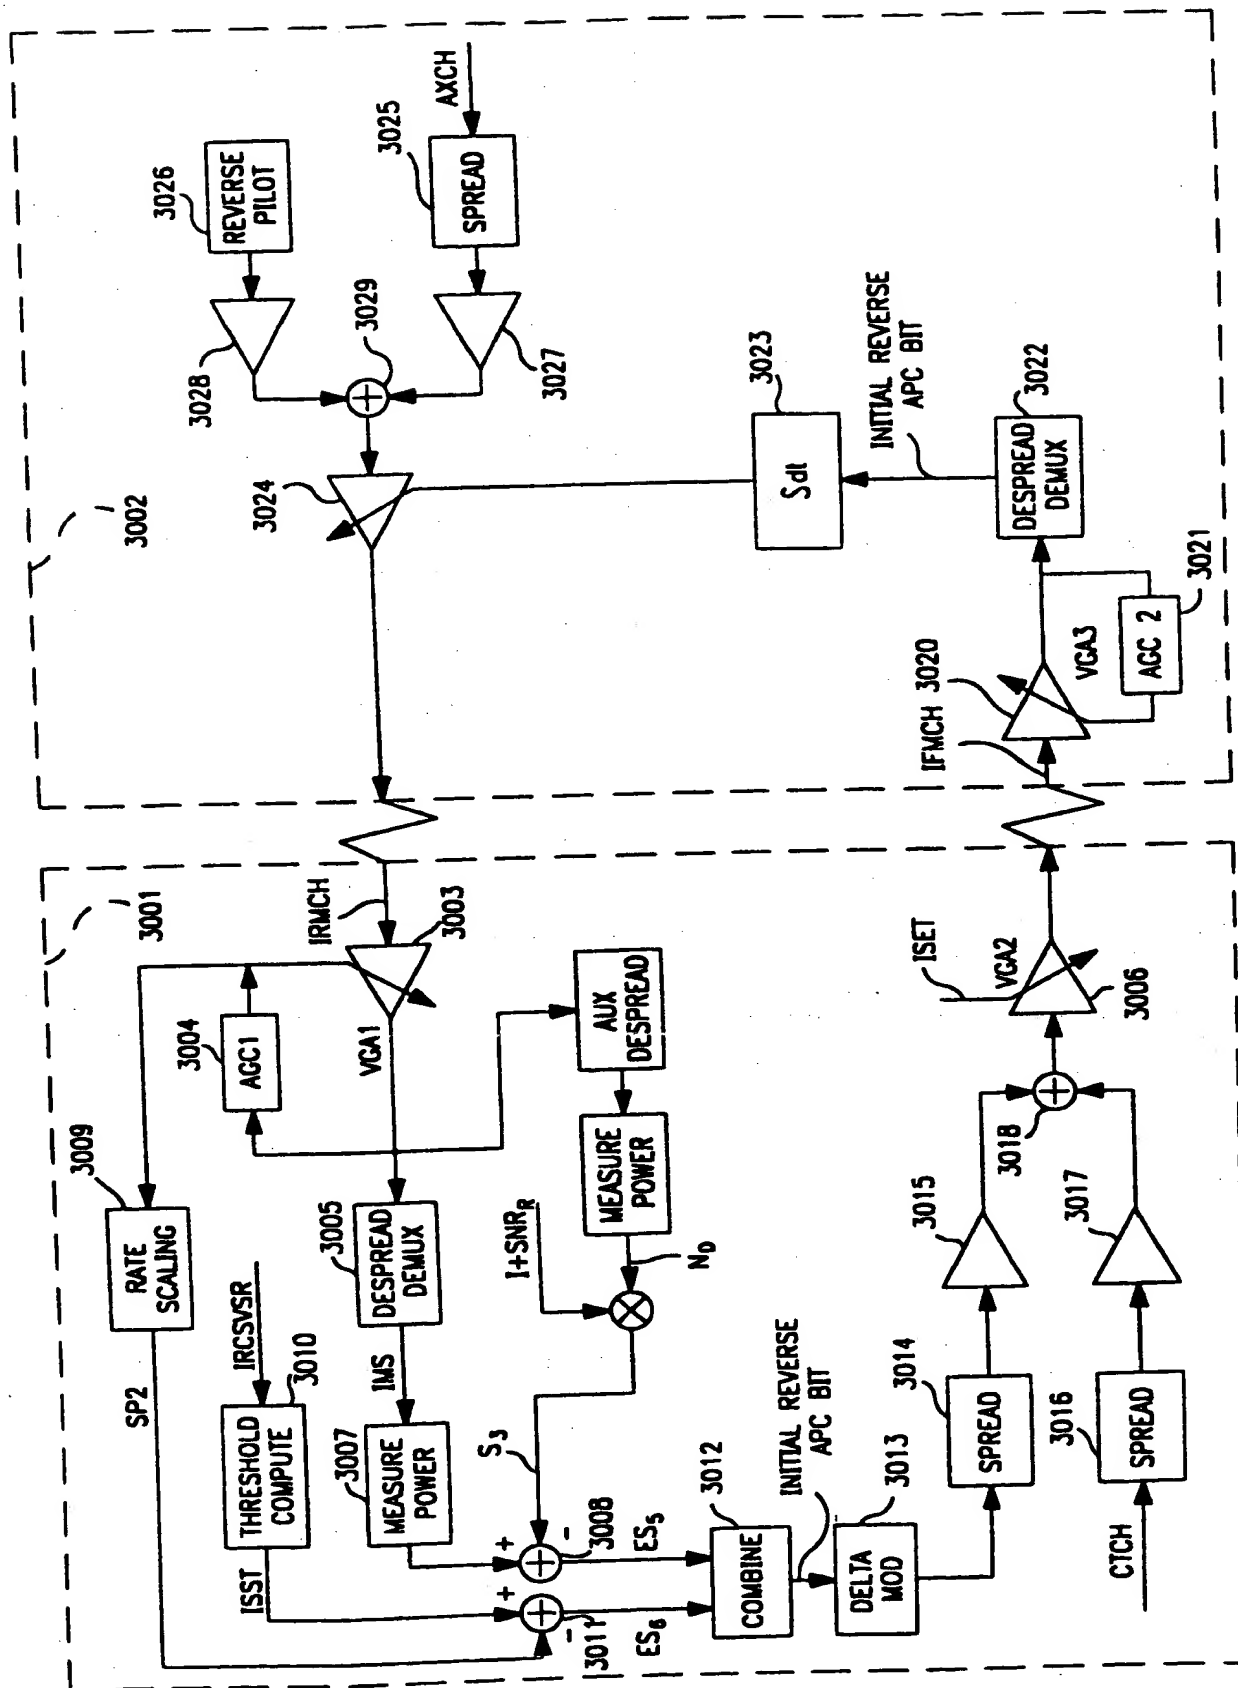 3002
3026
REVERSE
PILOT
3028
3029
AXCH
3025
SPREAD
3027
3024
3023
Sdt
INITIAL REVERSE
APC BIT
3022
DESPREAD
DEMUX
3021
AGC 2
VGA3
3020
IFMCH
3001
IRMCH
3003
3004
AGC1
VGA1
3009
RATE
SCALING
SP2
IRCSVSR
3010
THRESHOLD
COMPUTE
ISST
3005
DESPREAD
DEMUX
IMS
3007
MEASURE
POWER
AUX
DESPREAD
MEASURE
POWER
N0
I+SNRR
S3
+
-
3008
+
-
3011
ES5
ES6
3012
COMBINE
INITIAL REVERSE
APC BIT
3013
DELTA
MOD
3014
SPREAD
3015
3016
SPREAD
CTCH
3017
3018
ISET
VGA2
3006